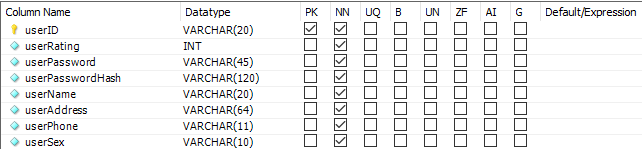 Column Name Datatype PK NN UQ B UN ZF AI G Default/Expression
userID VARCHAR(20)
userRating INT
userPassword VARCHAR(45)
userPasswordHash VARCHAR(120)
userName VARCHAR(20)
userAddress VARCHAR(64)
userPhone VARCHAR(11)
userSex VARCHAR(10)